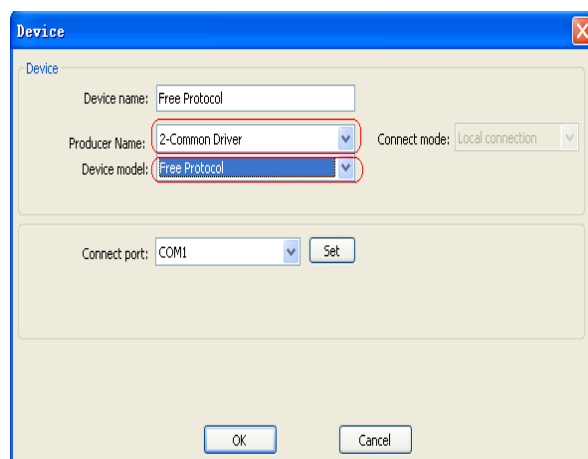 Device
Device
Device name: Free Protocol
Producer Name: 2-Common Driver Connect mode: Local connection
Device model: Free Protocol
Connect port: COM1 Set
OK Cancel